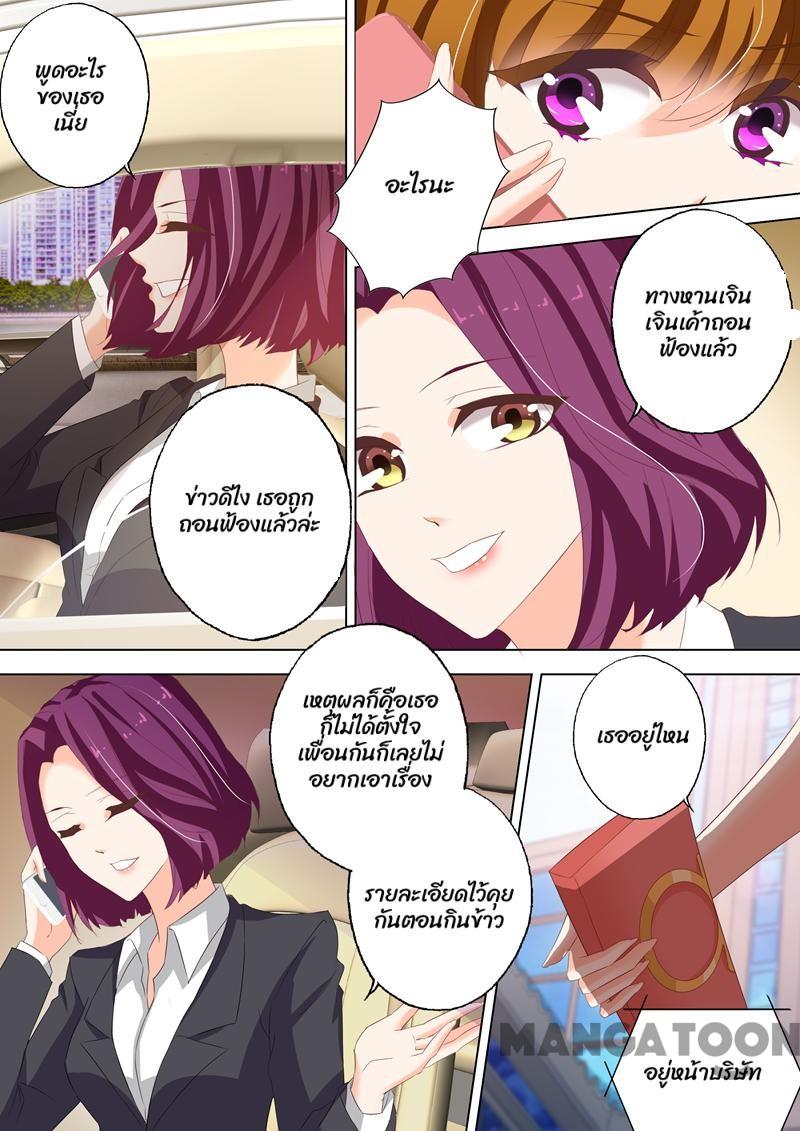 พูดอะไร
ของเธอ
เนี่ย
อะไรนะ
ทางหานเจิน
เจินเค้าถอน
ฟ้องแล้ว
ข่าวดีไง เธอถูก
ถอนฟ้องแล้วล่ะ
เหตุผลก็คือเธอ
ก็ไม่ได้ตั้งใจ
เพื่อนกันก็เลยไม่
อยากเอาเรื่อง
รายละเอียดไว้คุย
กันตอนกินข้าว
เธออยู่ไหน
MANGATOON
อยู่หน้าบริษัท